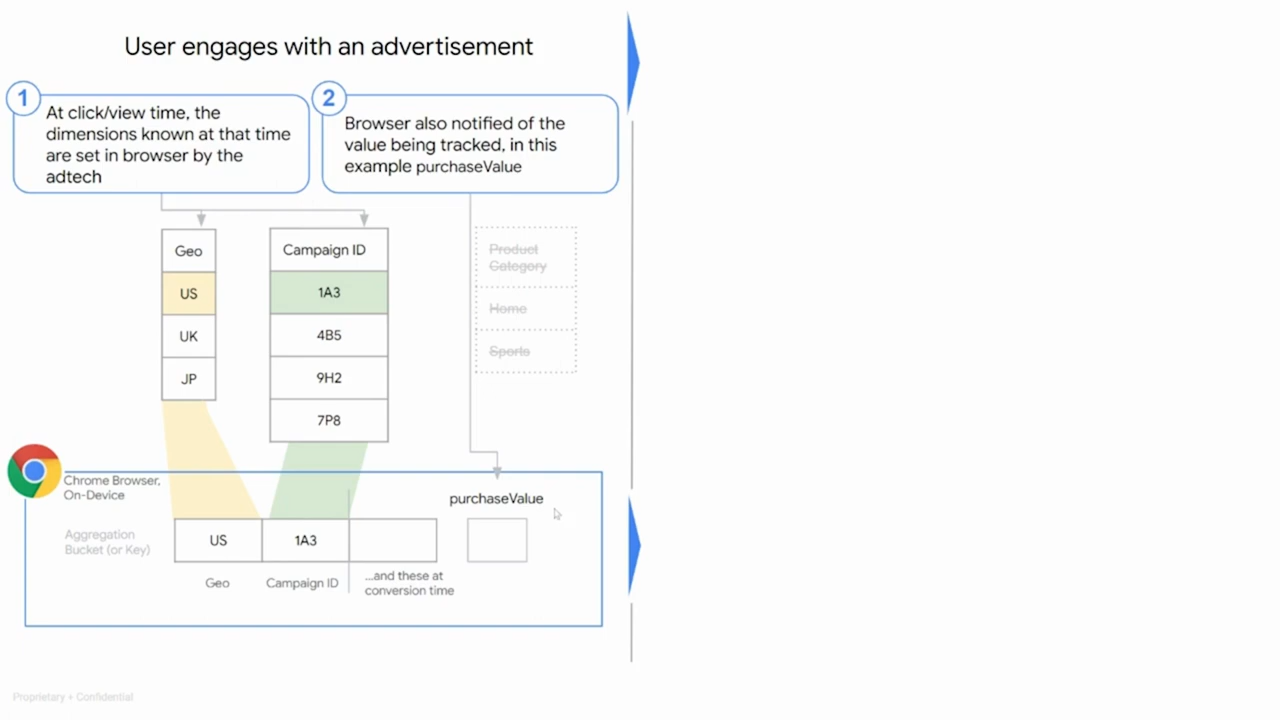 User engages with an advertisement
1
At click/view time, the
dimensions known at that time
are set in browser by the
adtech
2
Browser also notified of the
value being tracked, in this
example purchaseValue
Geo
US
UK
JP
Campaign ID
1A3
4B5
9H2
7P8
Product
Category
Home
Sports
Chrome Browser,
On-Device
purchaseValue
Aggregation
Bucket (or Key)
US
1A3
Geo
Campaign ID
...and these at
conversion time
Proprietary + Confidential